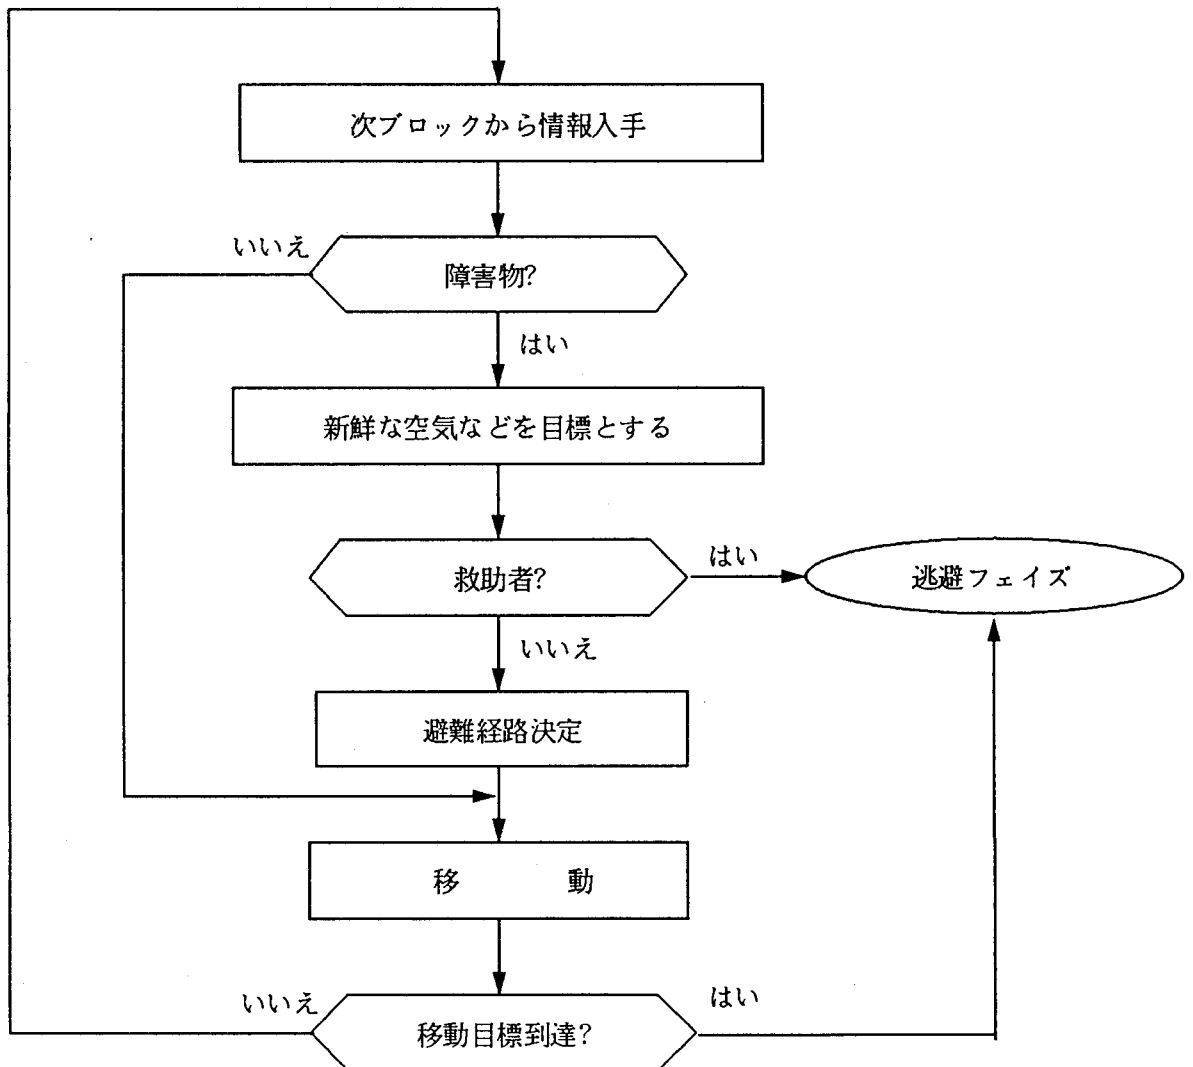 次ブロックから情報入手
いいえ
障害物?
はい
新鮮な空気などを目標とする
救助者?
はい
逃避フェイズ
いいえ
避難経路決定
移 動
いいえ
移動目標到達?
はい